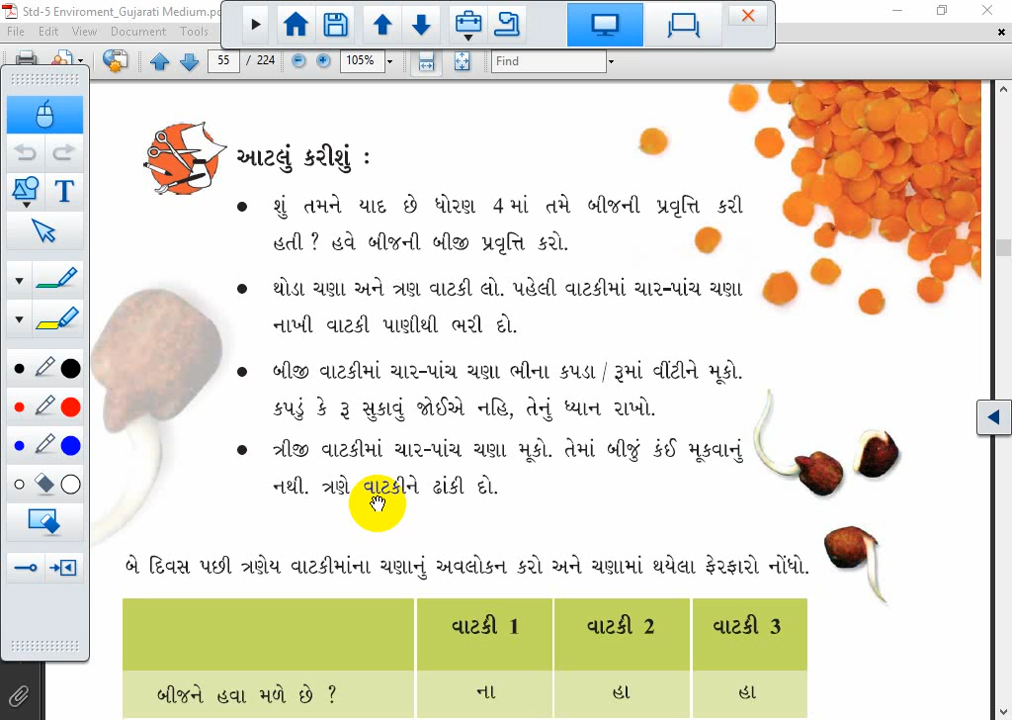 Std-5 Enviroment_Gujarati Medium.pd
File Edit View Document Tools
55 / 224 105% Find
આટલું કરીશું :
શું તમને યાદ છે ધોરણ 4 માં તમે બીજની પ્રવૃત્તિ કરી
હતી ? હવે બીજની બીજી પ્રવૃત્તિ કરો.
થોડા ચણા અને ત્રણ વાટકી લો. પહેલી વાટકીમાં ચાર-પાંચ ચણા
નાખી વાટકી પાણીથી ભરી દો.
બીજી વાટકીમાં ચાર-પાંચ ચણા ભીના કપડા / રૂમાં વીંટીને મૂકો.
કપડું કે રૂ સુકાવું જોઈએ નહિ, તેનું ધ્યાન રાખો.
ત્રીજી વાટકીમાં ચાર-પાંચ ચણા મૂકો. તેમાં બીજું કંઈ મૂકવાનું
નથી. ત્રણે વાટકીને ઢાંકી દો.
બે દિવસ પછી ત્રણેય વાટકીમાંના ચણાનું અવલોકન કરો અને ચણામાં થયેલા ફેરફારો નોંધો.
વાટકી 1 વાટકી 2 વાટકી 3
બીજને હવા મળે છે ? ના હા હા